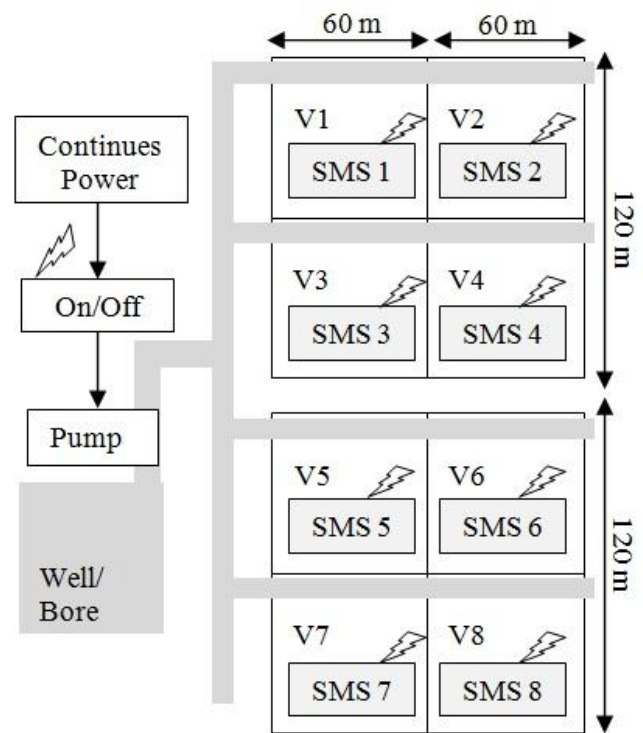 60 m
60 m
V1
V2
Continues
Power
SMS 1
SMS 2
120 m
V3
V4
On/Off
SMS 3
SMS 4
Pump
V5
V6
SMS 5
SMS 6
120 m
Well/
Bore
V7
V8
SMS 7
SMS 8